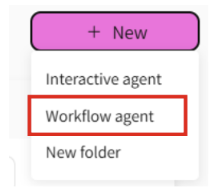 + New
Interactive agent
Workflow agent
New folder